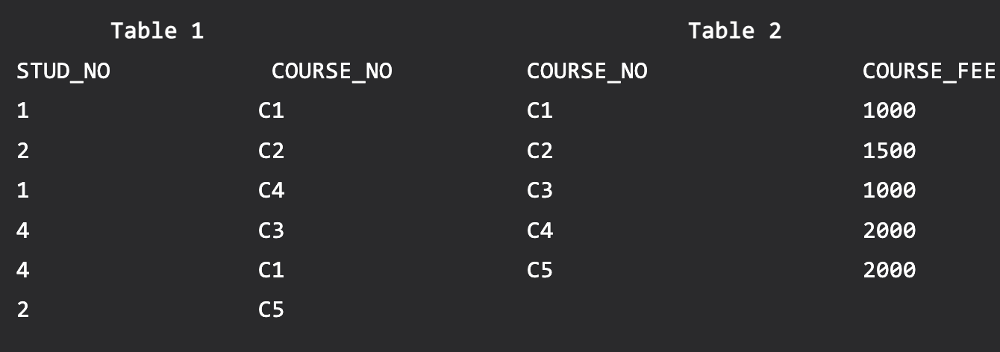 Table 1 Table 2
STUD_NO COURSE_NO COURSE_NO COURSE_FEE
1 C1 C1 1000
2 C2 C2 1500
1 C4 C3 1000
4 C3 C4 2000
4 C1 C5 2000
2 C5